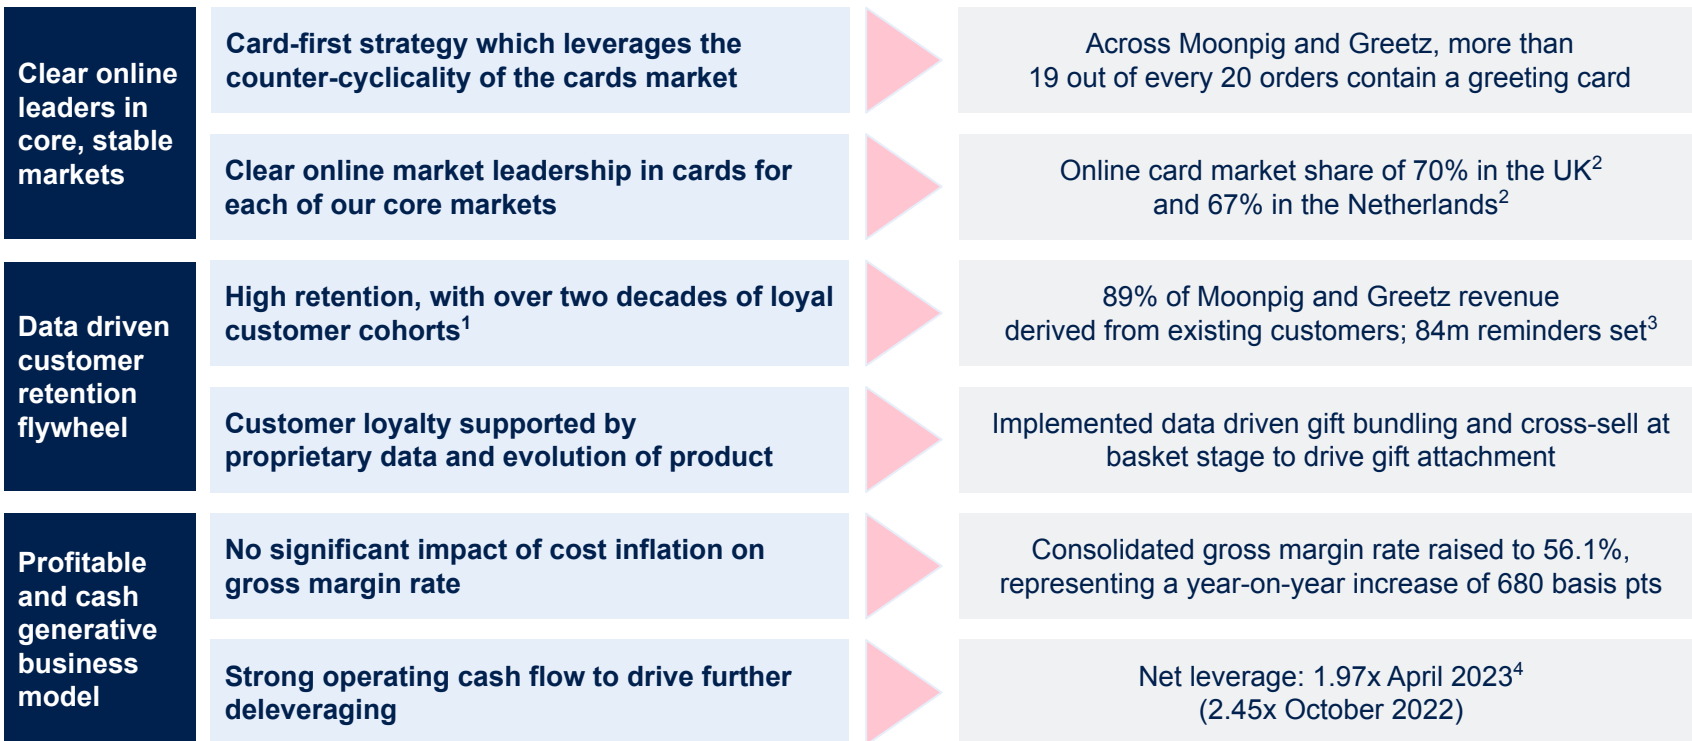 Clear online
leaders in
core, stable
markets
Card-first strategy which leverages the
counter-cyclicality of the cards market
Across Moonpig and Greetz, more than
19 out of every 20 orders contain a greeting card
Clear online market leadership in cards for
each of our core markets
Online card market share of 70% in the UK²
and 67% in the Netherlands²
Data driven
customer
retention
flywheel
High retention, with over two decades of loyal
customer cohorts¹
89% of Moonpig and Greetz revenue
derived from existing customers; 84m reminders set³
Customer loyalty supported by
proprietary data and evolution of product
Implemented data driven gift bundling and cross-sell at
basket stage to drive gift attachment
Profitable
and cash
generative
business
model
No significant impact of cost inflation on
gross margin rate
Consolidated gross margin rate raised to 56.1%,
representing a year-on-year increase of 680 basis pts
Strong operating cash flow to drive further
deleveraging
Net leverage: 1.97x April 2023⁴
(2.45x October 2022)